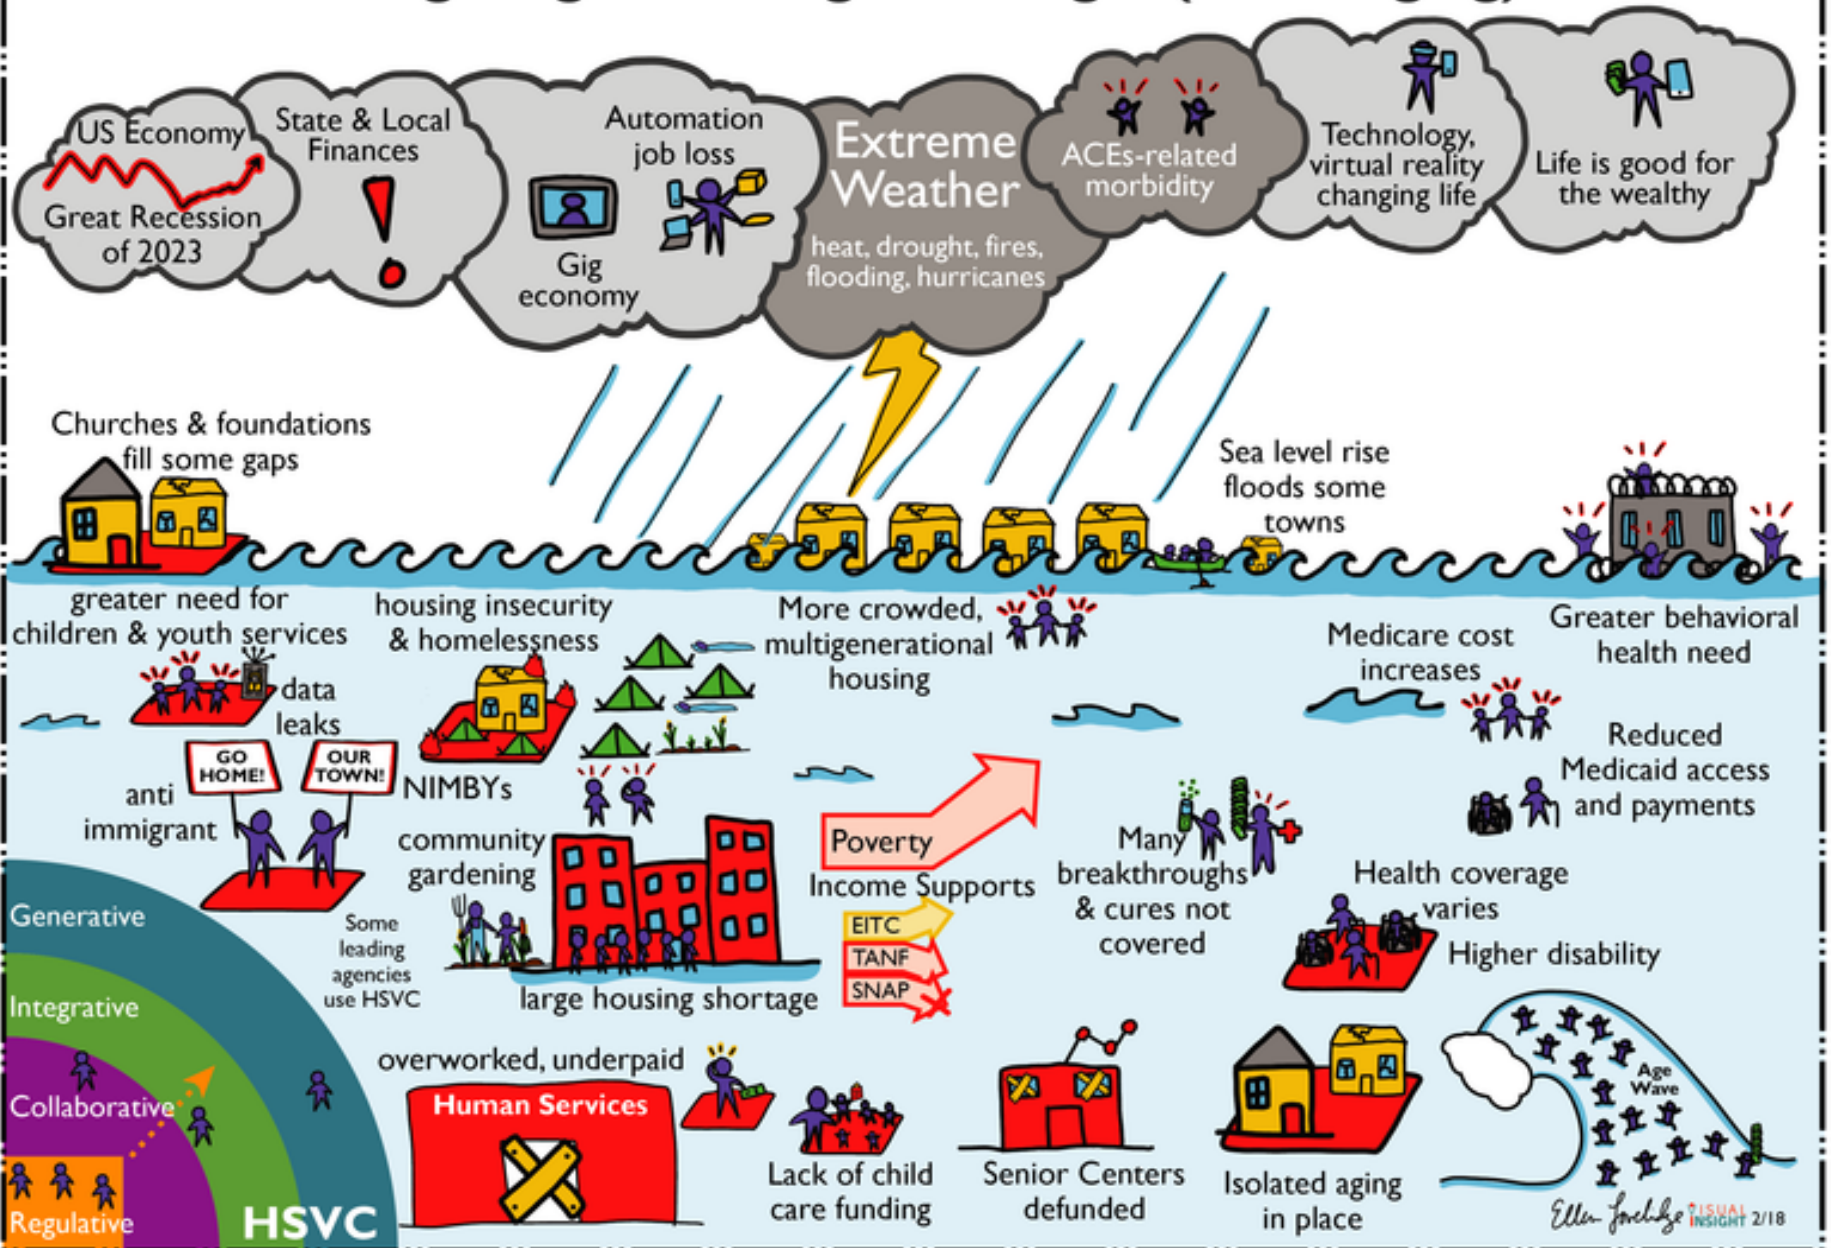 US Economy
Great Recession
of 2023
State & Local
Finances
Automation
job loss
Gig
economy
Extreme
Weather
heat, drought, fires,
flooding, hurricanes
ACEs-related
morbidity
Technology,
virtual reality
changing life
Life is good for
the wealthy
Churches & foundations
fill some gaps
Sea level rise
floods some
towns
greater need for
children & youth services
data
leaks
housing insecurity
& homelessness
More crowded,
multigenerational
housing
Medicare cost
increases
Greater behavioral
health need
GO
HOME!
OUR
TOWN!
NIMBYs
anti
immigrant
Reduced
Medicaid access
and payments
community
gardening
Poverty
Income Supports
EITC
TANF
SNAP
Many
breakthroughs
& cures not
covered
Health coverage
varies
Higher disability
Some
leading
agencies
use HSVC
large housing shortage
Generative
Integrative
Collaborative
Regulative
HSVC
overworked, underpaid
Human Services
Lack of child
care funding
Senior Centers
defunded
Isolated aging
in place
Age
Wave
Ellen Lovelidge VISUAL
INSIGHT 2/18